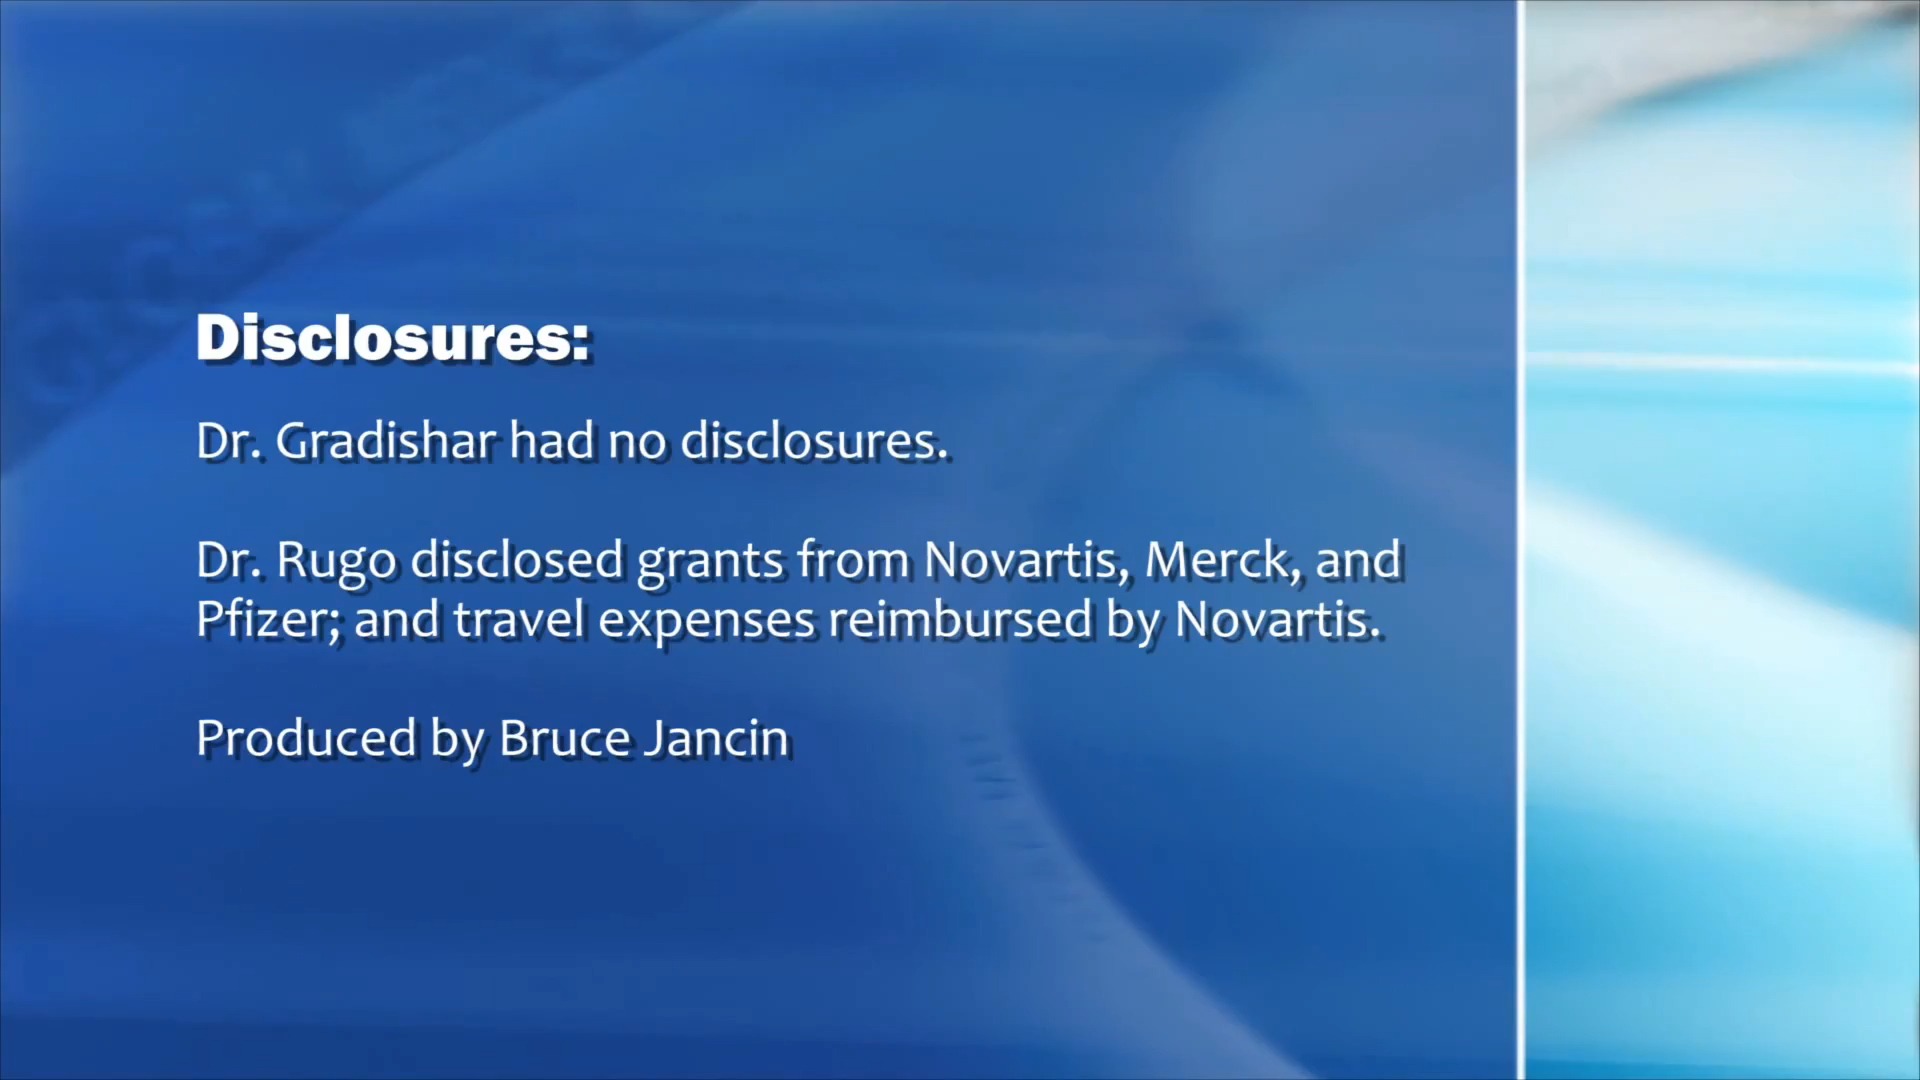 Disclosures:
Dr. Gradishar had no disclosures.
Dr. Rugo disclosed grants from Novartis, Merck, and
Pfizer; and travel expenses reimbursed by Novartis.
Produced by Bruce Jancin